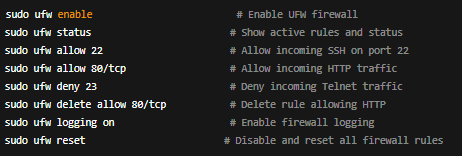 sudo ufw enable # Enable UFW firewall
sudo ufw status # Show active rules and status
sudo ufw allow 22 # Allow incoming SSH on port 22
sudo ufw allow 80/tcp # Allow incoming HTTP traffic
sudo ufw deny 23 # Deny incoming Telnet traffic
sudo ufw delete allow 80/tcp # Delete rule allowing HTTP
sudo ufw logging on # Enable firewall logging
sudo ufw reset # Disable and reset all firewall rules